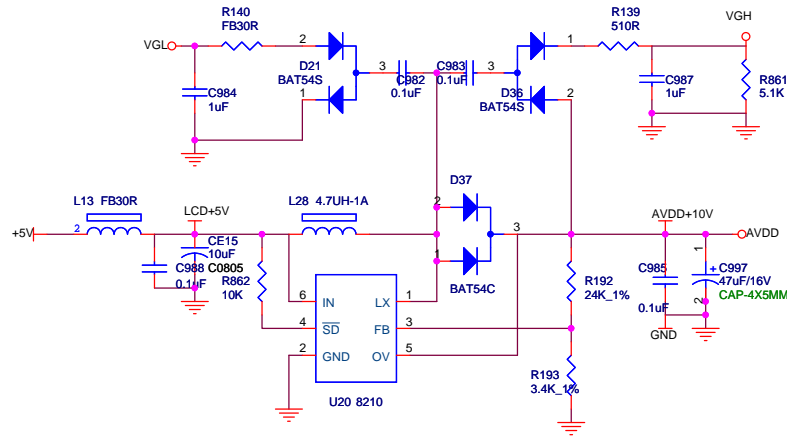 R140
FB30R
VGL
2
D21
BAT54S
1
C984
1uF
3
C982
0.1uF
C983
0.1uF
3
D36
BAT54S
1
2
R139
510R
VGH
C987
1uF
R861
5.1K
L13 FB30R
+5V
2
LCD+5V
CE15
10uF
C0805
C988
0.1uF
R862
10K
L28 4.7UH-1A
D37
2
1
3
BAT54C
AVDD+10V
AVDD
R192
24K_1%
C985
0.1uF
GND
1
+
C997
47uF/16V
CAP-4X5MM
2
6 IN LX 1
4 SD FB 3
2 GND OV 5
U20 8210
R193
3.4K_1%